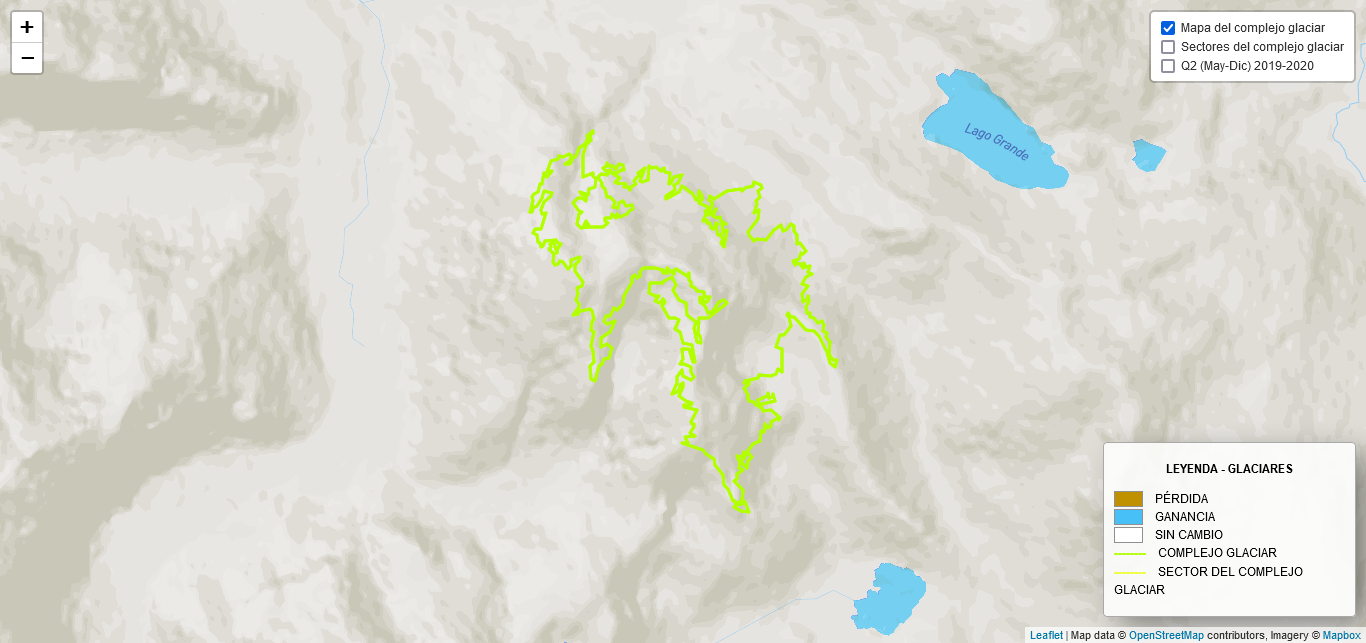 +
−
Mapa del complejo glaciar
Sectores del complejo glaciar
Q2 (May-Dic) 2019-2020
Lago Grande
LEYENDA - GLACIARES
PÉRDIDA
GANANCIA
SIN CAMBIO
COMPLEJO GLACIAR
SECTOR DEL COMPLEJO
GLACIAR
Leaflet | Map data © OpenStreetMap contributors, Imagery © Mapbox